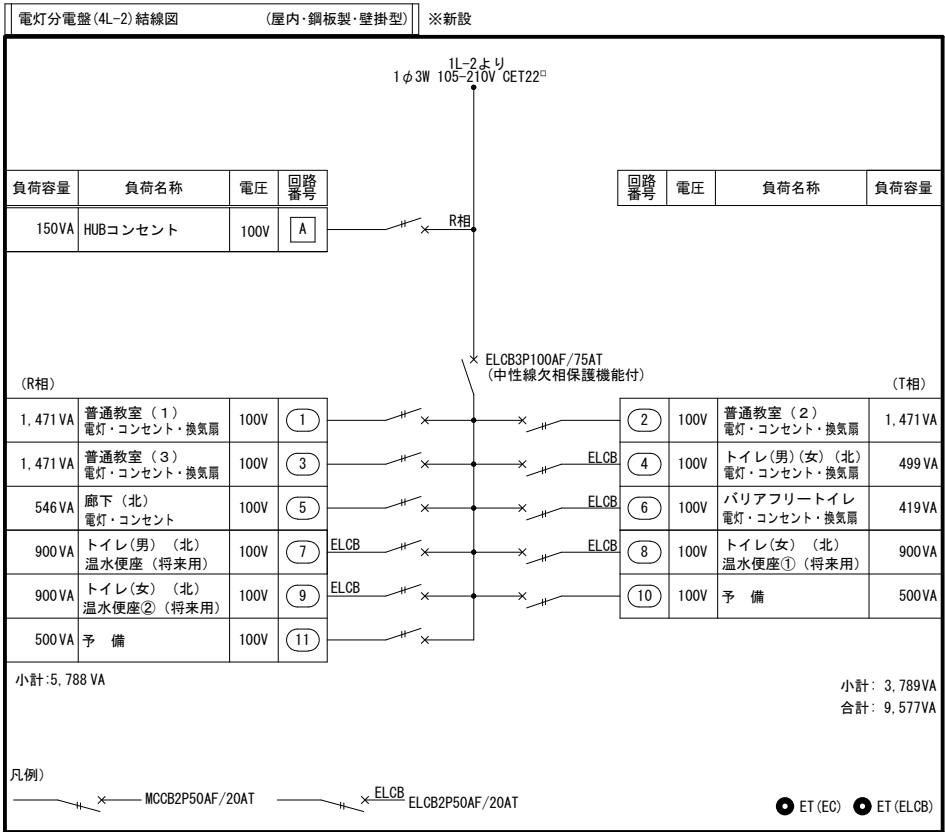 電灯分電盤(4L-2)結線図 (屋内・鋼板製・壁掛型) ※新設
1L-2より
1φ3W 105-210V CET22□
負荷容量 負荷名称 電圧 回路番号
回路番号 電圧 負荷名称 負荷容量
150VA HUBコンセント 100V A
R相
ELCB3P100AF/75AT
(中性線欠相保護機能付)
(R相)
(T相)
1,471VA 普通教室(1) 100V 1
電灯・コンセント・換気扇
2 100V 普通教室(2) 1,471VA
電灯・コンセント・換気扇
1,471VA 普通教室(3) 100V 3
電灯・コンセント・換気扇
ELCB 4 100V トイレ(男)(女)(北) 499VA
電灯・コンセント・換気扇
546VA 廊下(北) 100V 5
電灯・コンセント
ELCB 6 100V バリアフリートイレ 419VA
電灯・コンセント・換気扇
900VA トイレ(男) (北) 100V 7 ELCB
温水便座(将来用)
ELCB 8 100V トイレ(女) (北) 900VA
温水便座①(将来用)
900VA トイレ(女) (北) 100V 9 ELCB
温水便座②(将来用)
10 100V 予 備 500VA
500VA 予 備 100V 11
小計:5,788VA
小計: 3,789VA
合計: 9,577VA
凡例)
MCCB2P50AF/20AT
ELCB ELCB2P50AF/20AT
ET(EC) ET(ELCB)